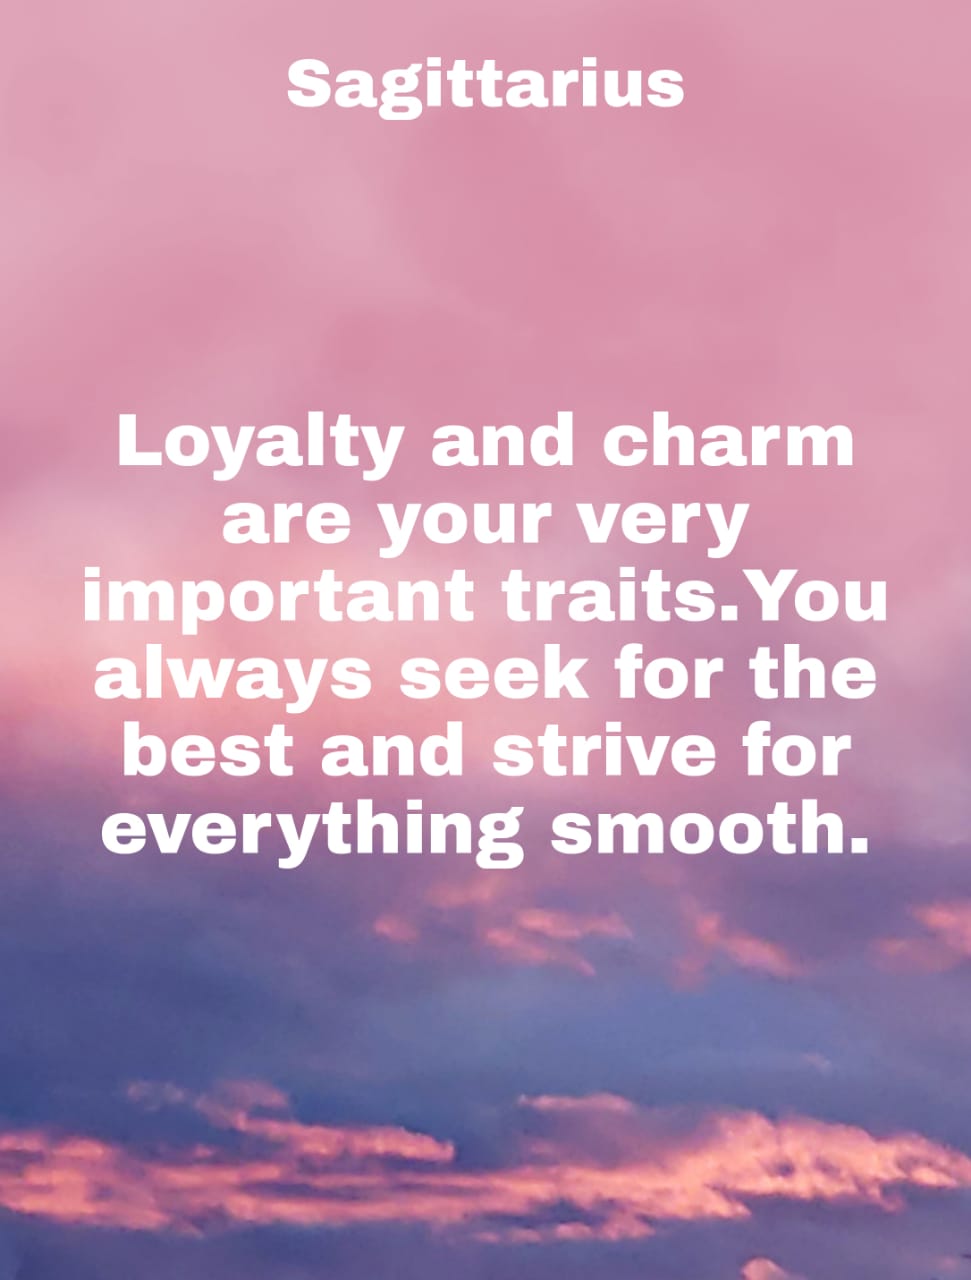 Sagittarius
Loyalty and charm
are your very
important traits.You
always seek for the
best and strive for
everything smooth.